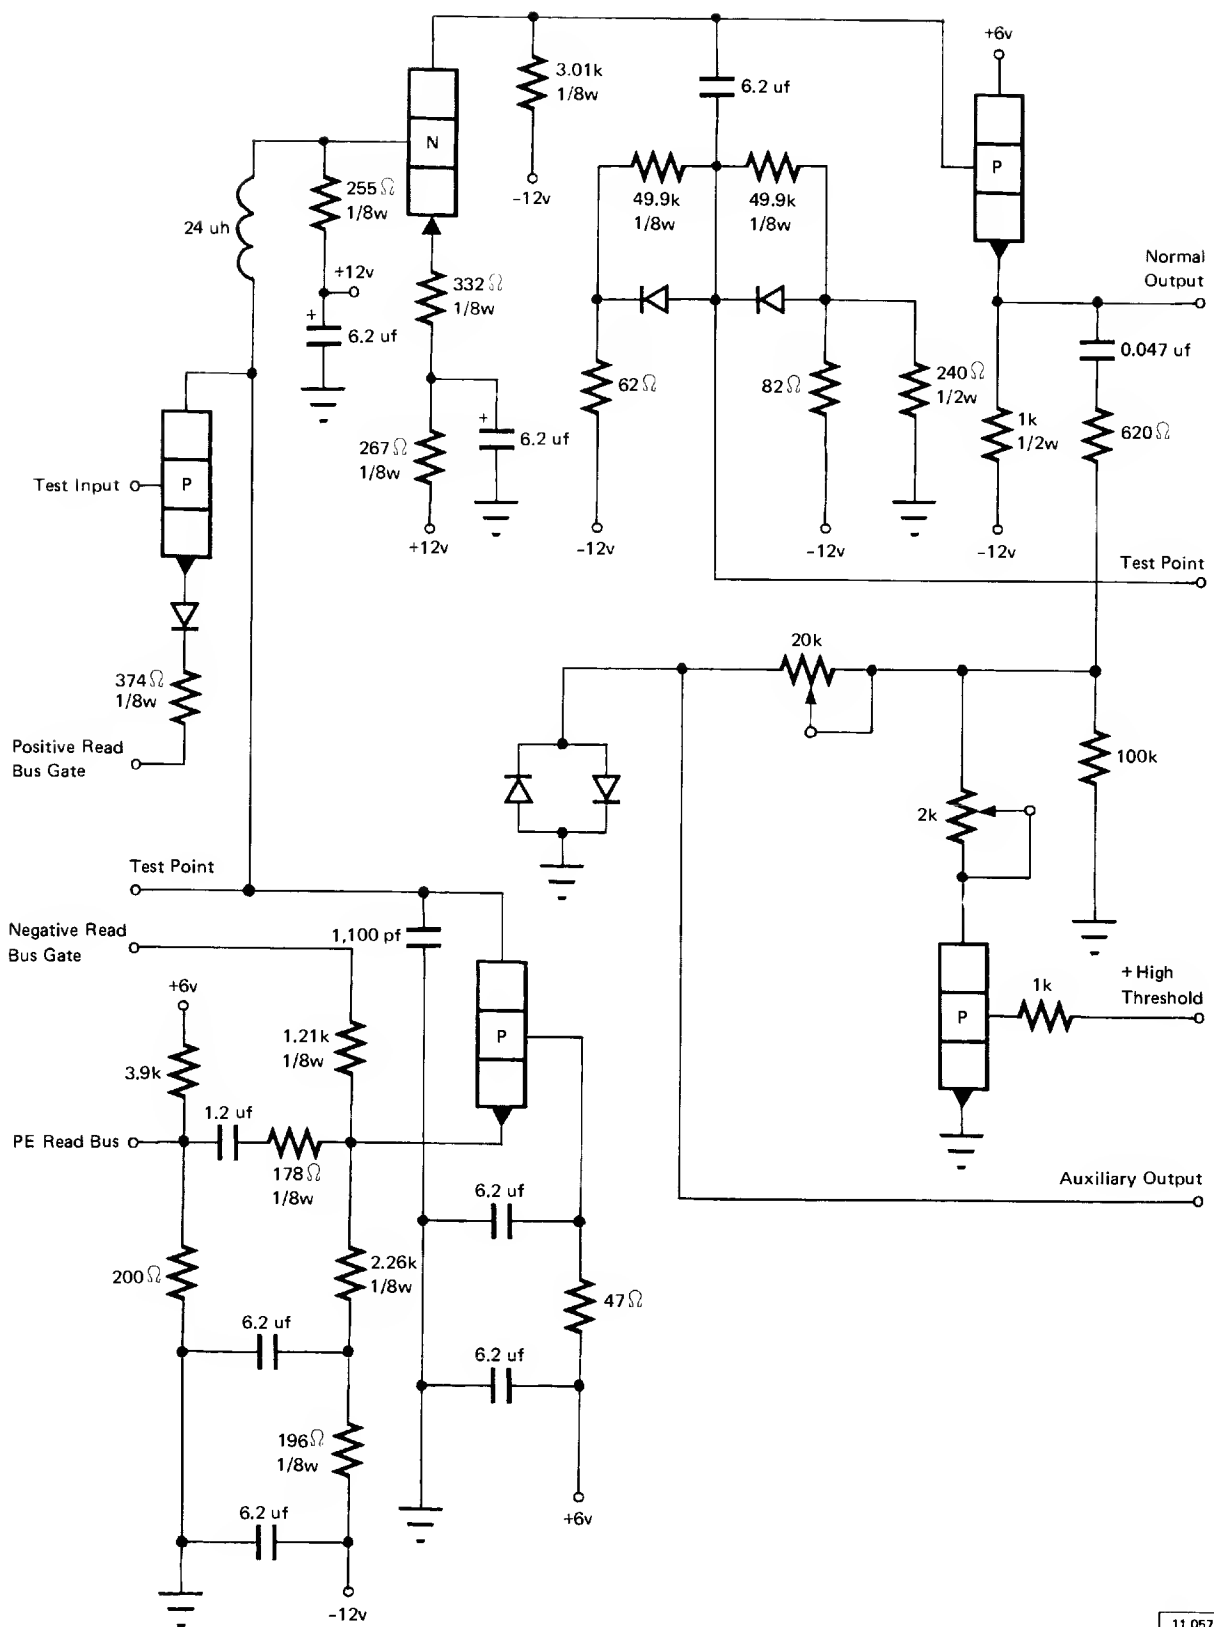 +6v
3.01k
1/8w
6.2 uf
N
P
-12v
255Ω
1/8w
49.9k
1/8w
49.9k
1/8w
24 uh
+12v
Normal
Output
332Ω
1/8w
+
6.2 uf
0.047 uf
62Ω
82Ω
240Ω
1/2w
1k
1/2w
620Ω
267Ω
1/8w
+
6.2 uf
Test Input
P
+12v
-12v
-12v
-12v
Test Point
20k
374Ω
1/8w
Positive Read
Bus Gate
100k
2k
Test Point
Negative Read
Bus Gate
1,100 pf
+6v
1k
+ High
Threshold
P
P
1.21k
1/8w
3.9k
1.2 uf
PE Read Bus
178Ω
1/8w
Auxiliary Output
6.2 uf
200Ω
2.26k
1/8w
47Ω
6.2 uf
6.2 uf
196Ω
1/8w
6.2 uf
+6v
-12v
11 057